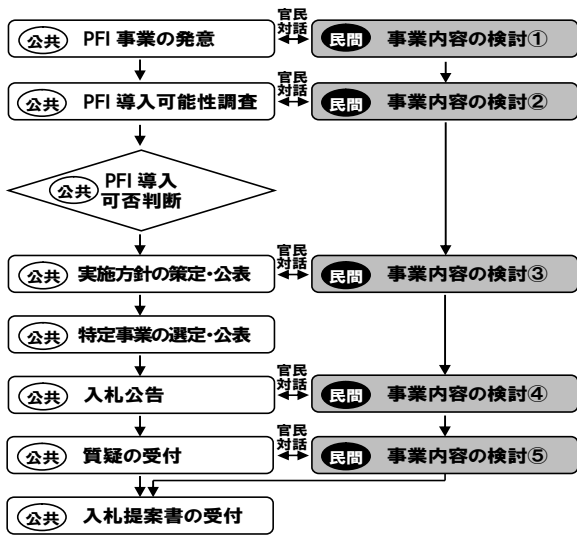 公共 PFI 事業の発意
官民
対話
民間 事業内容の検討①
公共 PFI 導入可能性調査
官民
対話
民間 事業内容の検討②
公共 PFI 導入
可否判断
公共 実施方針の策定・公表
官民
対話
民間 事業内容の検討③
公共 特定事業の選定・公表
公共 入札公告
官民
対話
民間 事業内容の検討④
公共 質疑の受付
官民
対話
民間 事業内容の検討⑤
公共 入札提案書の受付